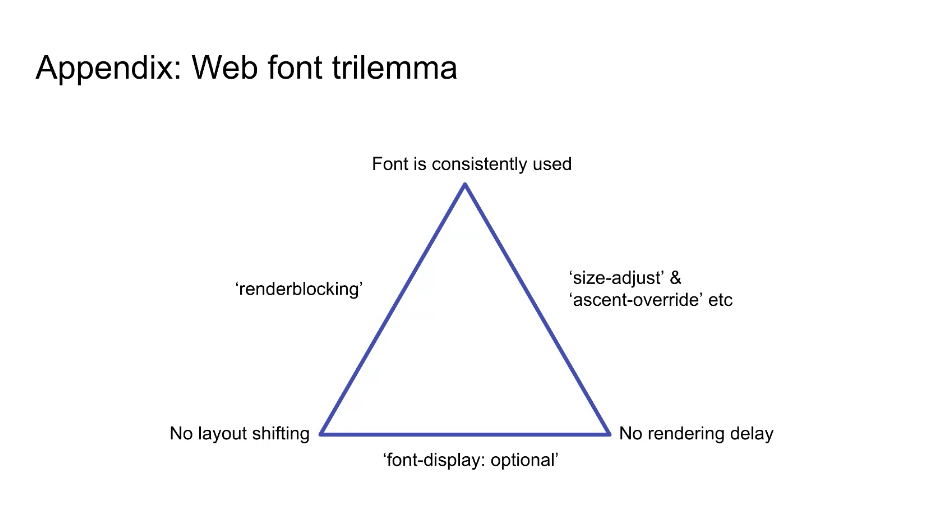 Appendix: Web font trilemma
Font is consistently used
‘size-adjust’ &
‘ascent-override’ etc
‘renderblocking’
No layout shifting
No rendering delay
‘font-display: optional’